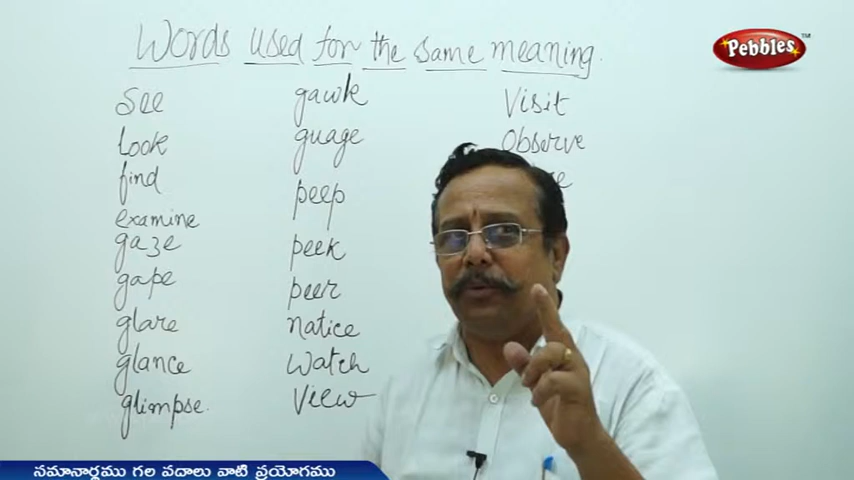 Words used for the same meaning.
see
look
find
examine
gaze
gape
glare
glance
glimpse.
gawk
guage
peep
peek
peer
natice
watch
view
Visit
Observe
Pebbles TM
సమానార్థము గల పదాలు వాటి ప్రయోగము